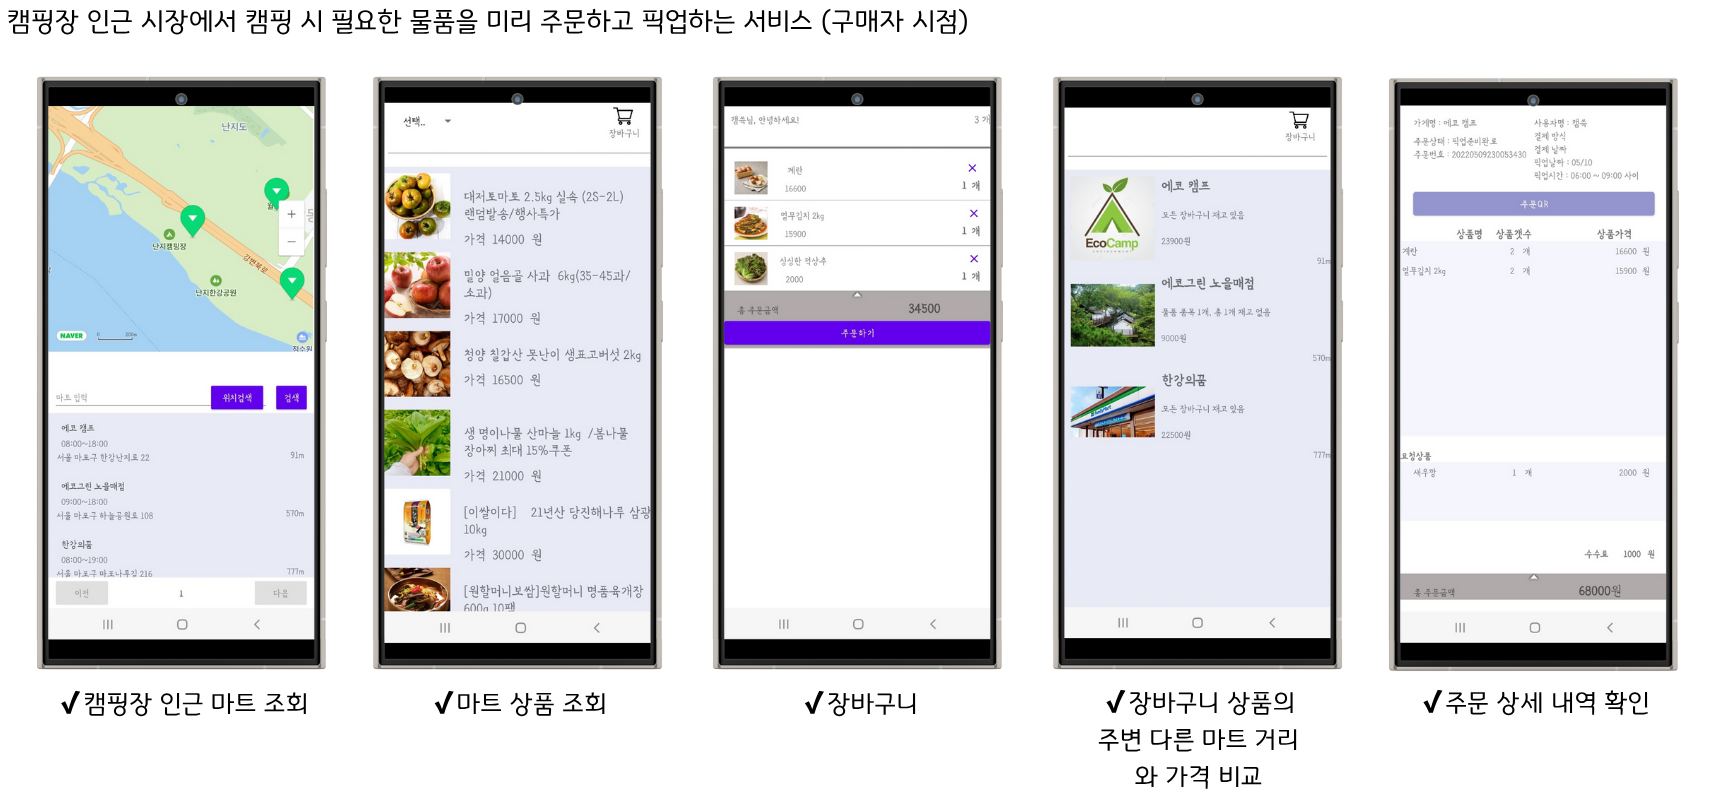 캠핑장 인근 시장에서 캠핑 시 필요한 물품을 미리 주문하고 픽업하는 서비스 (구매자 시점)
난지도
난지캠핑장
강변북로
난지한강공원
NAVER
정수원
마트 입력
위치검색
검색
에코 캠프
08:00~18:00
서울 마포구 한강난지로 22
91m
에코그린 노을매점
09:00~18:00
서울 마포구 하늘공원로 108
570m
한강의꿈
08:00~19:00
서울 마포구 마포나루길 216
777m
이전
1
다음
✓캠핑장 인근 마트 조회
선택..
장바구니
대저토마토 2.5kg 실속 (2S-2L)
랜덤발송/행사특가
가격 14000 원
밀양 얼음골 사과 6kg(35-45과/
소과)
가격 17000 원
청양 칠갑산 못난이 생표고버섯 2kg
가격 16500 원
생 명이나물 산마늘 1kg /봄나물
장아찌 최대 15%쿠폰
가격 21000 원
[이쌀이다] 21년산 당진해나루 삼광
10kg
가격 30000 원
[원할머니보쌈]원할머니 명품육개장
600g 10팩
✓마트 상품 조회
캠쪽님, 안녕하세요!
3 개
계란
16600
1 개
열무김치 2kg
15900
1 개
싱싱한 적상추
2000
1 개
총 주문금액
34500
주문하기
✓장바구니
장바구니
EcoCamp
에코 캠프
모든 장바구니 재고 있음
23900원
91m
에코그린 노을매점
물품 품목 1개, 총 1개 재고 없음
9000원
570m
한강의꿈
모든 장바구니 재고 있음
22500원
777m
✓장바구니 상품의
주변 다른 마트 거리
와 가격 비교
가게명 : 에코 캠프
사용자명 : 캠쪽
결제 방식
주문상태 : 픽업준비완료
결제 날짜
주문번호 : 20220509230053430
픽업날짜 : 05/10
픽업시간 : 06:00 ~ 09:00 사이
주문QR
상품명 상품갯수 상품가격
계란 2 개 16600 원
열무김치 2kg 2 개 15900 원
요청상품
새우깡 1 개 2000 원
수수료 1000 원
총 주문금액 68000원
✓주문 상세 내역 확인